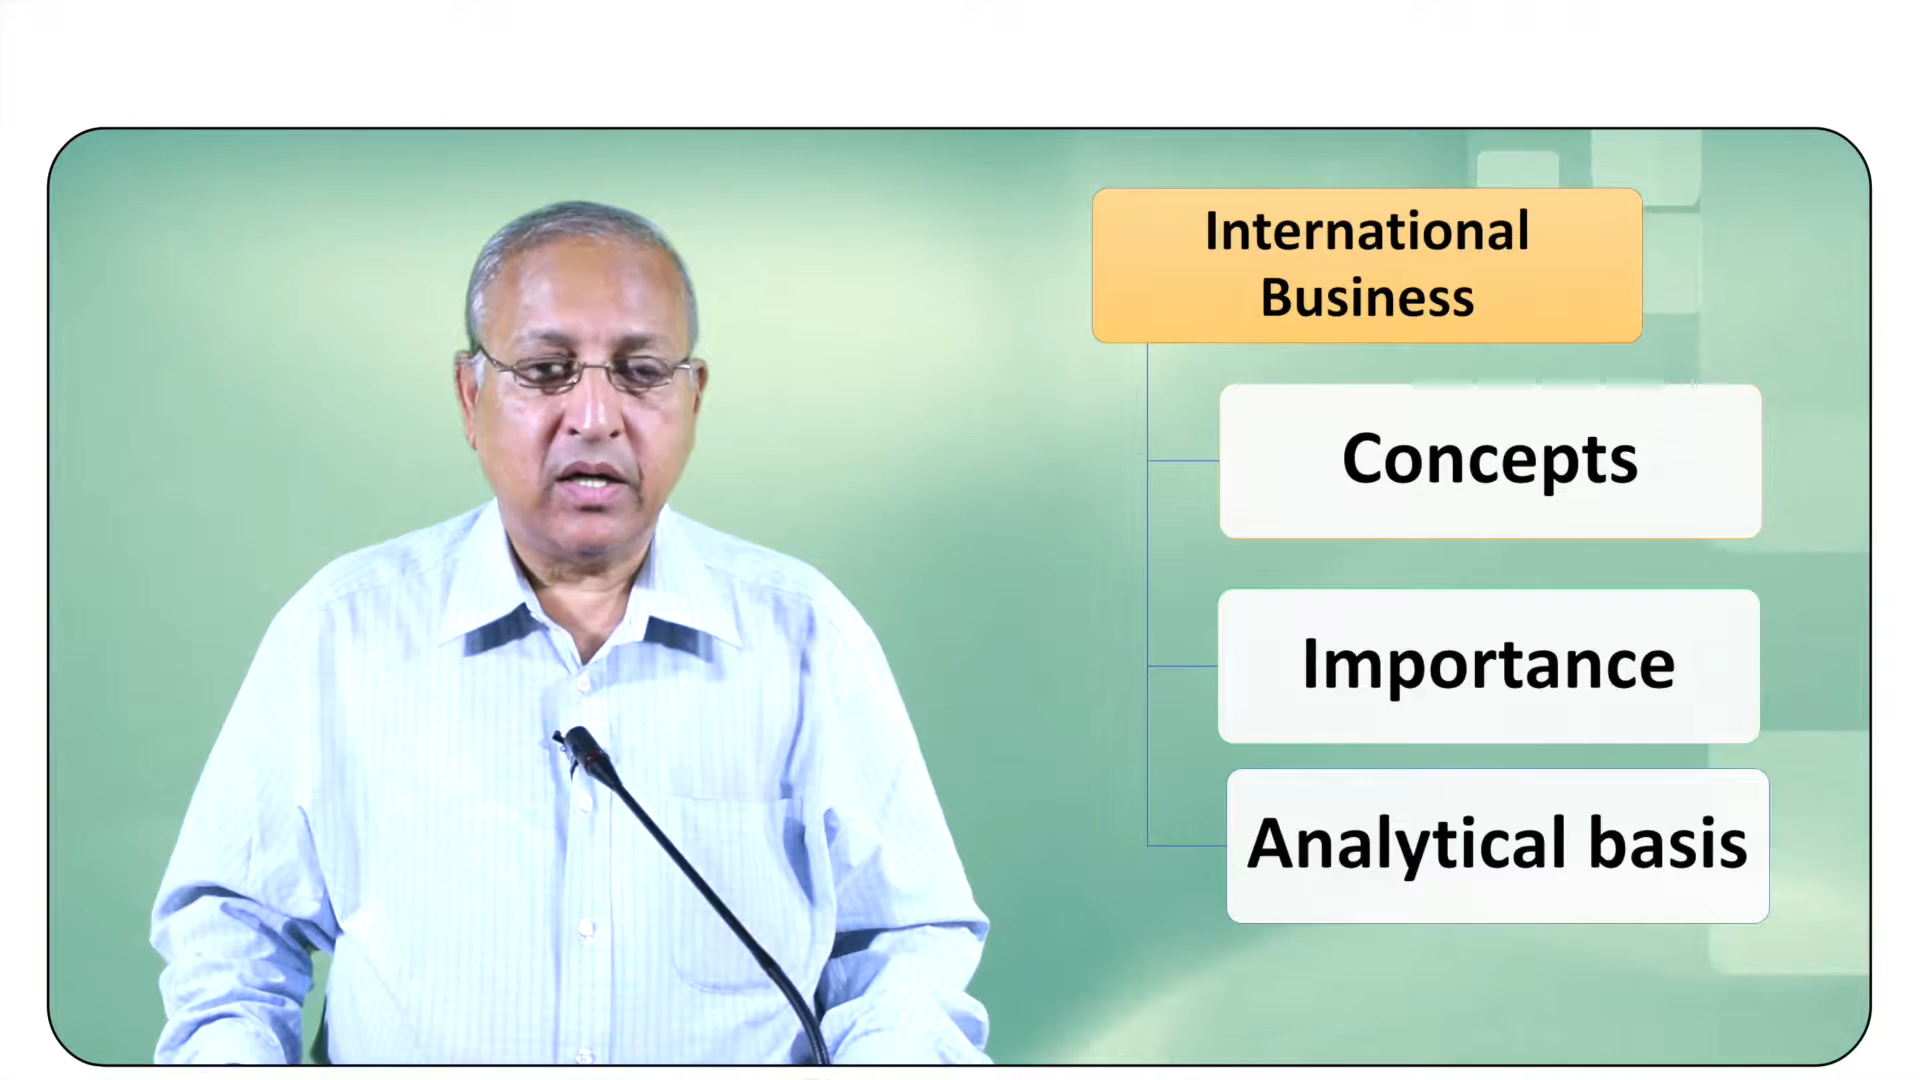 International
Business
Concepts
Importance
Analytical basis